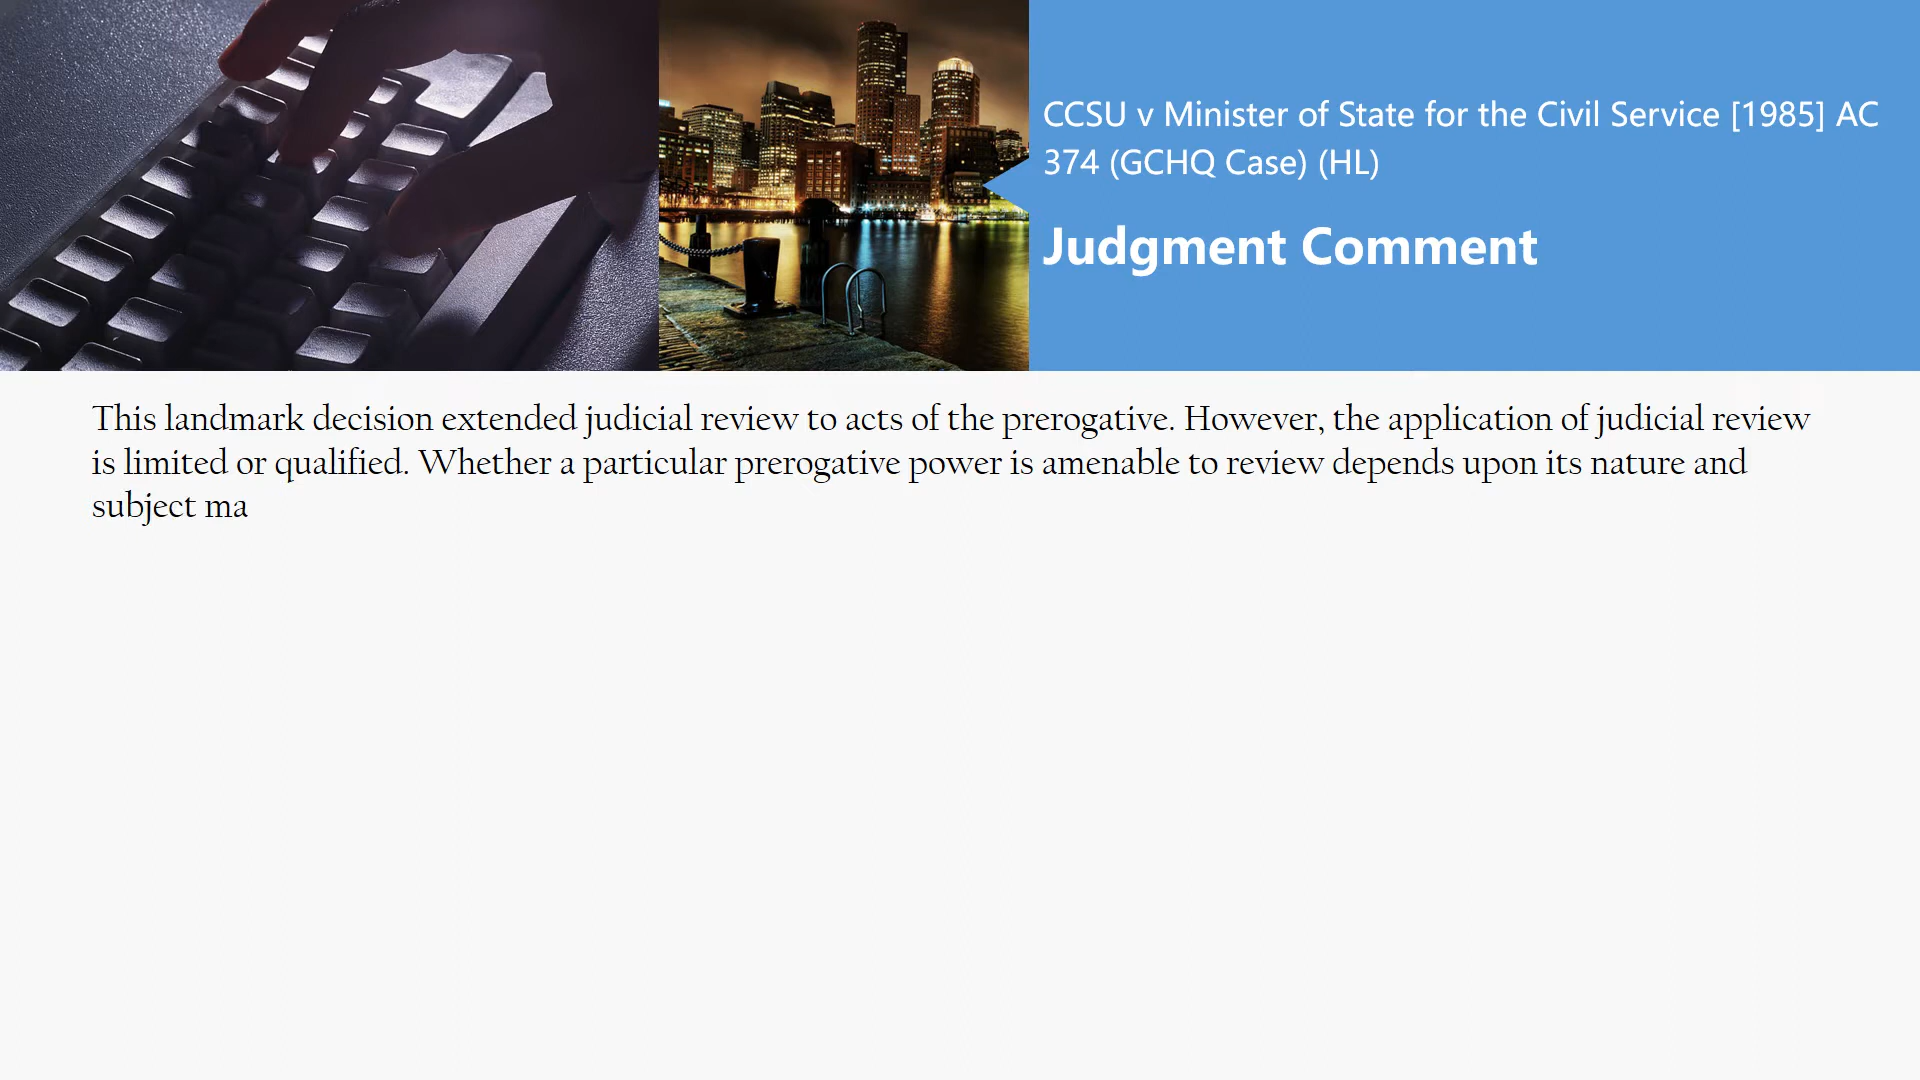 CCSU v Minister of State for the Civil Service [1985] AC
374 (GCHQ Case) (HL)
Judgment Comment
This landmark decision extended judicial review to acts of the prerogative. However, the application of judicial review
is limited or qualified. Whether a particular prerogative power is amenable to review depends upon its nature and
subject ma